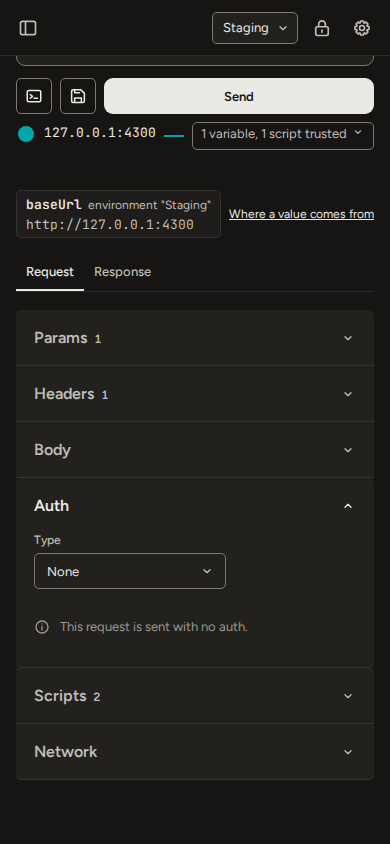 Staging
Send
127.0.0.1:4300
1 variable, 1 script trusted
baseUrl environment "Staging"
http://127.0.0.1:4300
Where a value comes from
Request Response
Params 1
Headers 1
Body
Auth
Type
None
This request is sent with no auth.
Scripts 2
Network